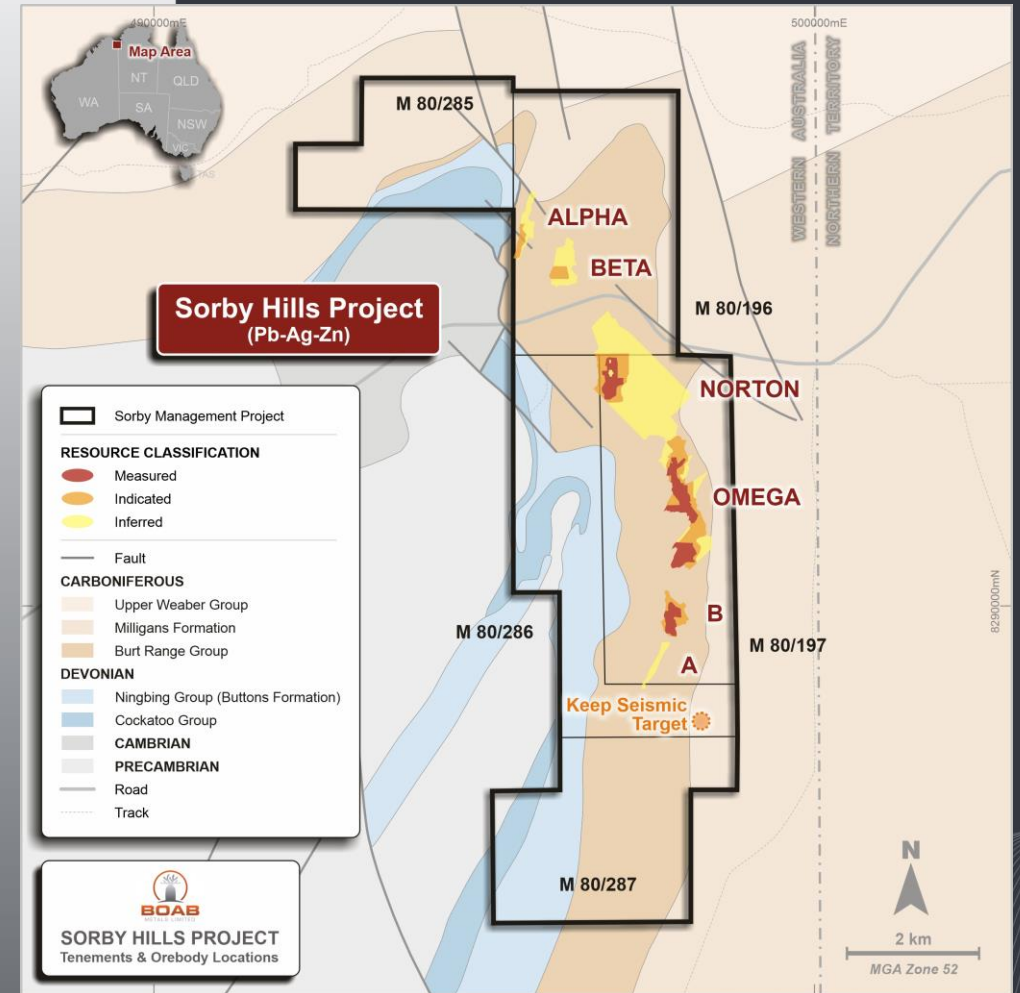 490000mE
500000mE
Map Area
WA
NT
QLD
SA
NSW
VIC
TAS
WESTERN AUSTRALIA
NORTHERN TERRITORY
M 80/285
ALPHA
BETA
M 80/196
Sorby Hills Project
(Pb-Ag-Zn)
NORTON
OMEGA
B
M 80/286
M 80/197
A
8290000mN
Keep Seismic
Target
M 80/287
Sorby Management Project
RESOURCE CLASSIFICATION
Measured
Indicated
Inferred
Fault
CARBONIFEROUS
Upper Weaber Group
Milligans Formation
Burt Range Group
DEVONIAN
Ningbing Group (Buttons Formation)
Cockatoo Group
CAMBRIAN
PRECAMBRIAN
Road
Track
BOAB
METALS LIMITED
SORBY HILLS PROJECT
Tenements & Orebody Locations
N
2 km
MGA Zone 52